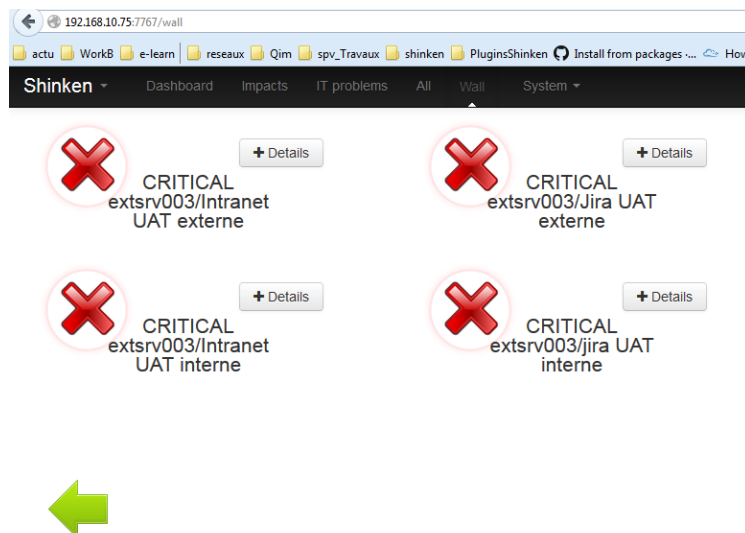 192.168.10.75:7767/wall
actu WorkB e-learn reseaux Qim spv_Travaux shinken PluginsShinken Install from packages -... How
Shinken Dashboard Impacts IT problems All Wall System
+ Details
CRITICAL
extsrv003/Intranet
UAT externe
+ Details
CRITICAL
extsrv003/Jira UAT
externe
+ Details
CRITICAL
extsrv003/Intranet
UAT interne
+ Details
CRITICAL
extsrv003/jira UAT
interne